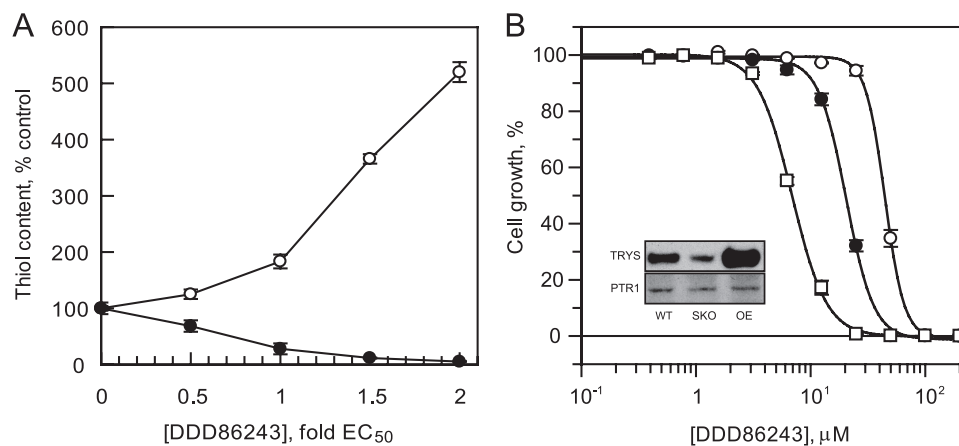 A
B
600
500
400
300
200
100
0
Thiol content, % control
0
0.5
1
1.5
2
[DDD86243], fold EC50
100
80
60
40
20
0
Cell growth, %
TRYS
PTR1
WT SKO OE
10-1
1
101
102
[DDD86243], μM